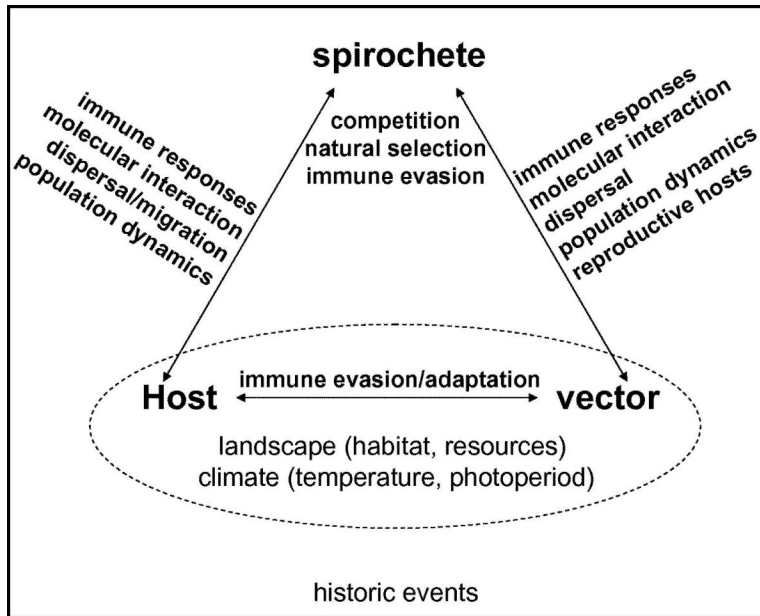 spirochete
immune responses
molecular interaction
dispersal/migration
population dynamics
competition
natural selection
immune evasion
immune responses
molecular interaction
dispersal
population dynamics
reproductive hosts
Host
immune evasion/adaptation
vector
landscape (habitat, resources)
climate (temperature, photoperiod)
historic events